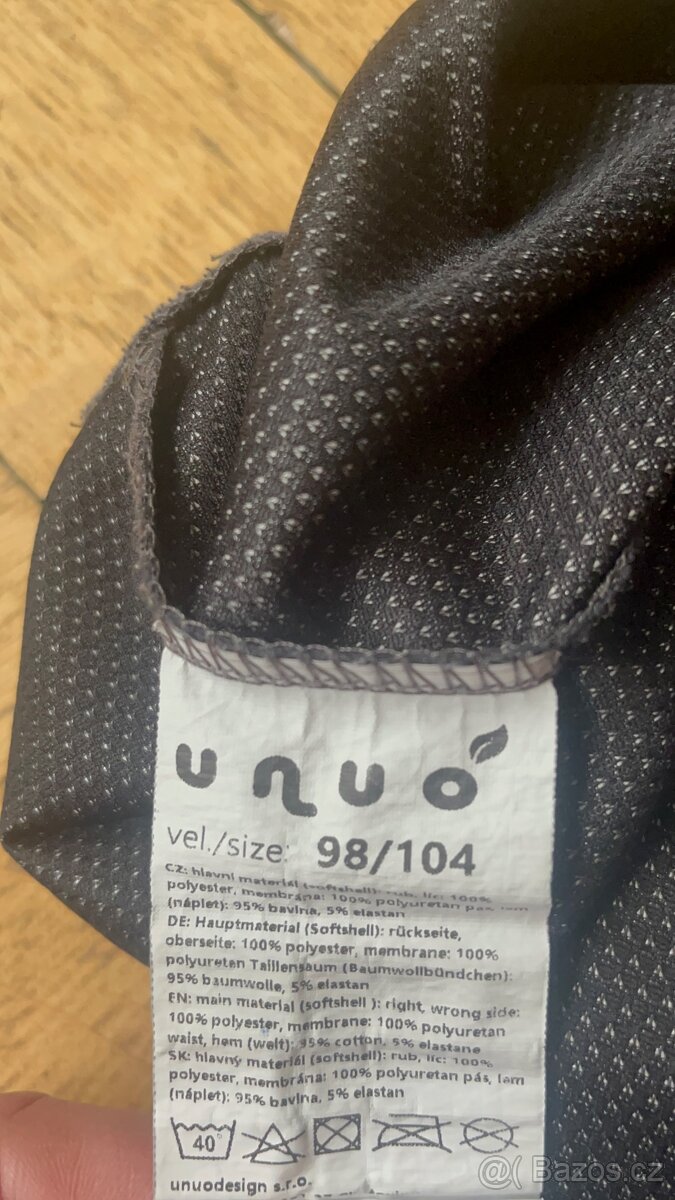 unuo
vel./size: 98/104
CZ: hlavní materiál (softshell): rub, líc: 100%
polyester, membrána: 100% polyuretan pás, lem
(náplet): 95% bavlna, 5% elastan
DE: Hauptmaterial (Softshell): rückseite,
oberseite: 100% polyester, membrane: 100%
polyureten Taillensaum (Baumwollbündchen):
95% baumwolle, 5% elastan
EN: main material (softshell ): right, wrong side:
100% polyester, membrane: 100% polyuretan
waist, hem (welt): 95% cotton, 5% elastane
SK: hlavný materiál (softshell): rub, líc: 100%
polyester, membrána: 100% polyuretan pás, lam
(náplet): 95% bavlna, 5% elastan
40°
unuodesign s.r.o.
@ Bazos.cz